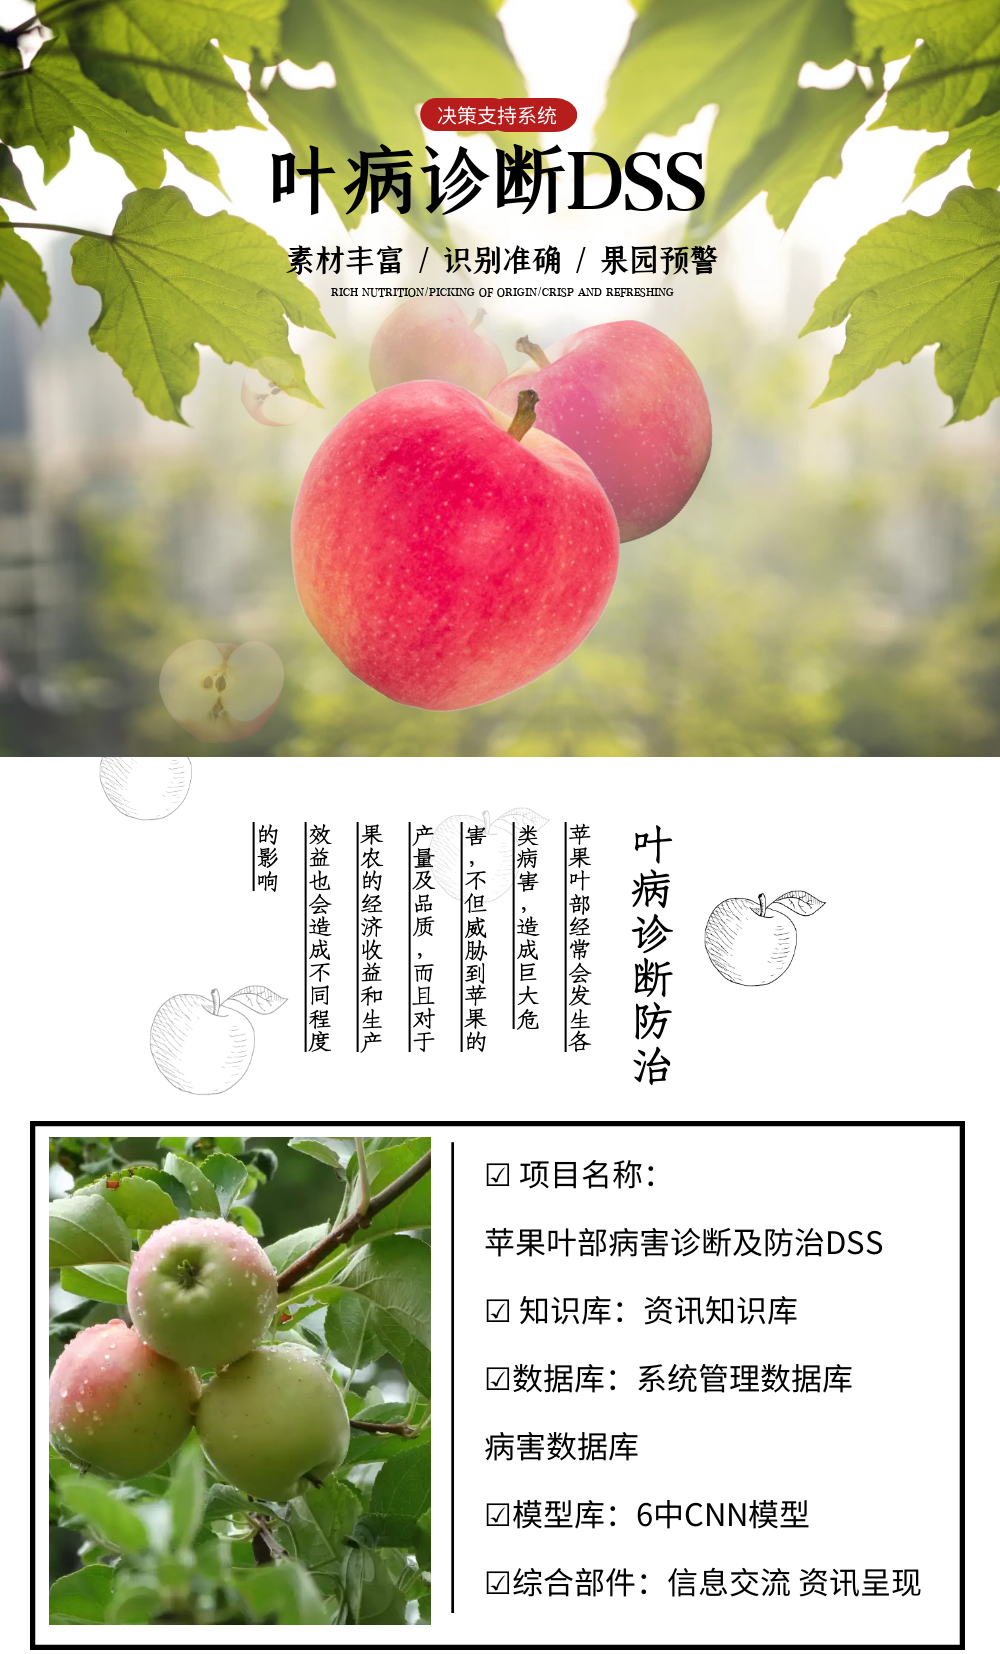 决策支持系统
叶病诊断DSS
素材丰富 / 识别准确 / 果园预警
RICH NUTRITION/PICKING OF ORIGIN/CRISP AND REFRESHING
叶病诊断防治
苹果叶部经常会发生各
类病害，造成巨大危
害，不但威胁到苹果的
产量及品质，而且对于
果农的经济收益和生产
效益也会造成不同程度
的影响
☑ 项目名称：
苹果叶部病害诊断及防治DSS
☑ 知识库：资讯知识库
☑数据库：系统管理数据库
病害数据库
☑模型库：6中CNN模型
☑综合部件：信息交流 资讯呈现